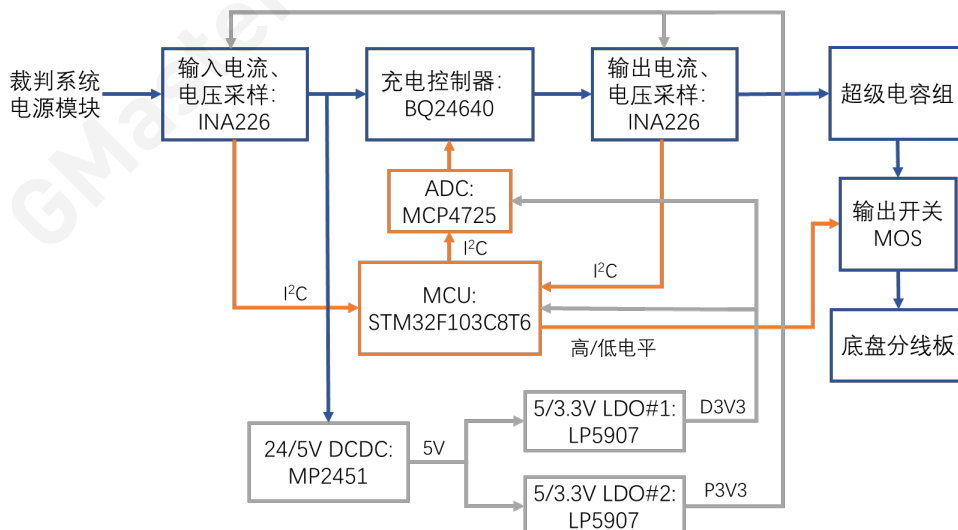 GMaster
裁判系统
电源模块
输入电流、
电压采样:
INA226
充电控制器:
BQ24640
输出电流、
电压采样:
INA226
超级电容组
ADC:
MCP4725
输出开关
MOS
I²C
I²C
I²C
MCU:
STM32F103C8T6
高/低电平
底盘分线板
24/5V DCDC:
MP2451
5V
5/3.3V LDO#1:
LP5907
D3V3
5/3.3V LDO#2:
LP5907
P3V3